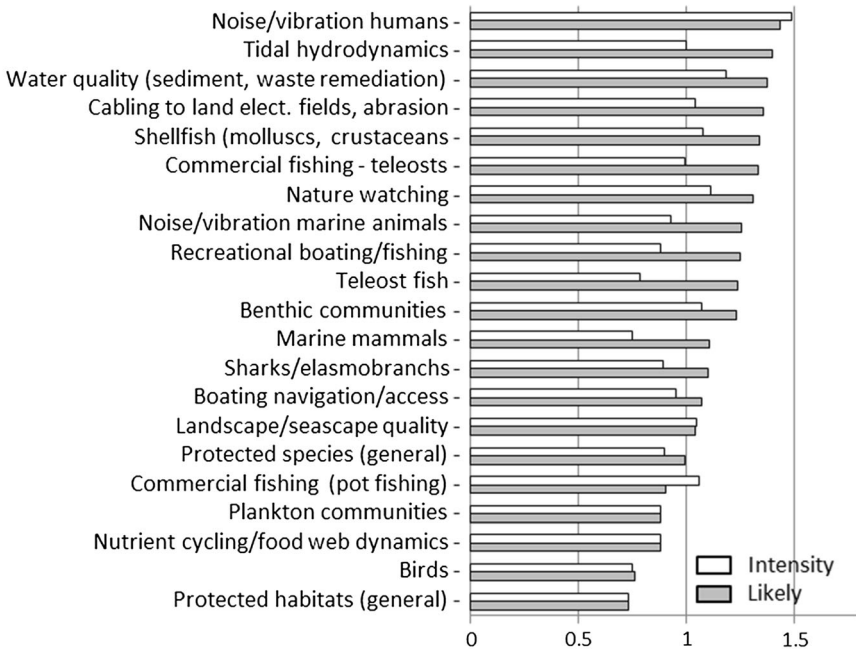 Noise/vibration humans -
Tidal hydrodynamics -
Water quality (sediment, waste remediation) -
Cabling to land elect. fields, abrasion -
Shellfish (molluscs, crustaceans -
Commercial fishing - teleosts -
Nature watching -
Noise/vibration marine animals -
Recreational boating/fishing -
Teleost fish -
Benthic communities -
Marine mammals -
Sharks/elasmobranchs -
Boating navigation/access -
Landscape/seascape quality -
Protected species (general) -
Commercial fishing (pot fishing) -
Plankton communities -
Nutrient cycling/food web dynamics -
Birds -
Protected habitats (general) -
Intensity
Likely
0 0.5 1 1.5